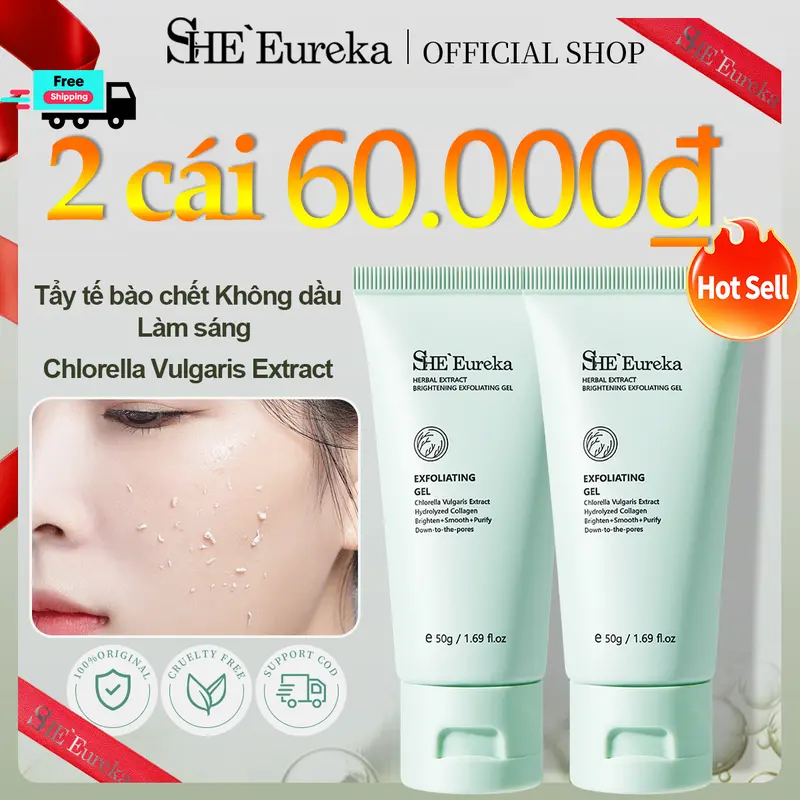 SHE`Eureka | OFFICIAL SHOP
SHE`Eureka
Free
Shipping
2 cái 60.000đ
Hot Sell
Tẩy tế bào chết Không dầu
Làm sáng
Chlorella Vulgaris Extract
SHE`Eureka
HERBAL EXTRACT
BRIGHTENING EXFOLIATING GEL
EXFOLIATING
GEL
Chlorella Vulgaris Extract
Hydrolyzed Collagen
Brighten+Smooth+Purify
Down-to-the-pores
e 50g / 1.69 fl.oz
SHE`Eureka
HERBAL EXTRACT
BRIGHTENING EXFOLIATING GEL
EXFOLIATING
GEL
Chlorella Vulgaris Extract
Hydrolyzed Collagen
Brighten+Smooth+Purify
Down-to-the-pores
e 50g / 1.69 fl.oz
100%ORIGINAL
CRUELTY FREE
SUPPORT COD
SHE`Eureka